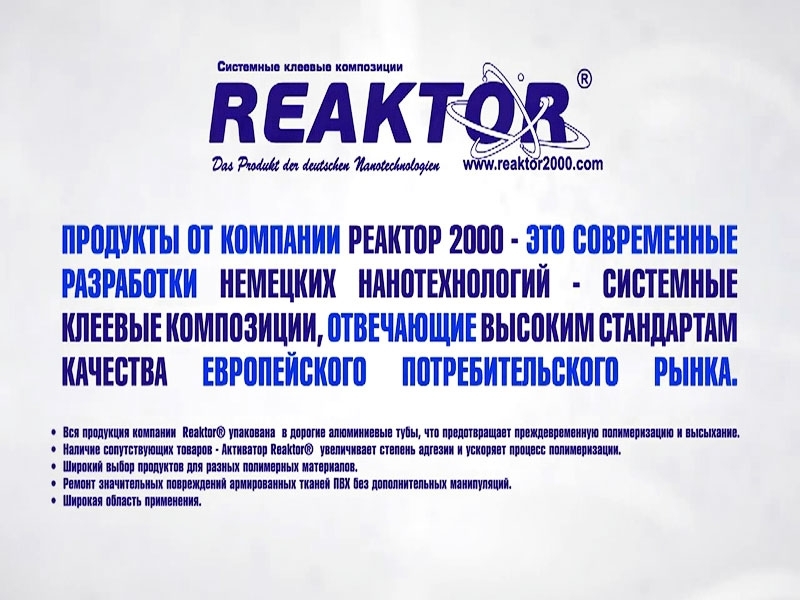 Системные клеевые композиции
REAKTOR®
Das Produkt der deutschen Nanotechnologien
www.reaktor2000.com
ПРОДУКТЫ ОТ КОМПАНИИ РЕАКТОР 2000 - ЭТО СОВРЕМЕННЫЕ
РАЗРАБОТКИ НЕМЕЦКИХ НАНОТЕХНОЛОГИЙ - СИСТЕМНЫЕ
КЛЕЕВЫЕ КОМПОЗИЦИИ, ОТВЕЧАЮЩИЕ ВЫСОКИМ СТАНДАРТАМ
КАЧЕСТВА ЕВРОПЕЙСКОГО ПОТРЕБИТЕЛЬСКОГО РЫНКА.
• Вся продукция компании Reaktor® упакована в дорогие алюминиевые тубы, что предотвращает преждевременную полимеризацию и высыхание.
• Наличие сопутствующих товаров - Активатор Reaktor® увеличивает степень адгезии и ускоряет процесс полимеризации.
• Широкий выбор продуктов для разных полимерных материалов.
• Ремонт значительных повреждений армированных тканей ПВХ без дополнительных манипуляций.
• Широкая область применения.